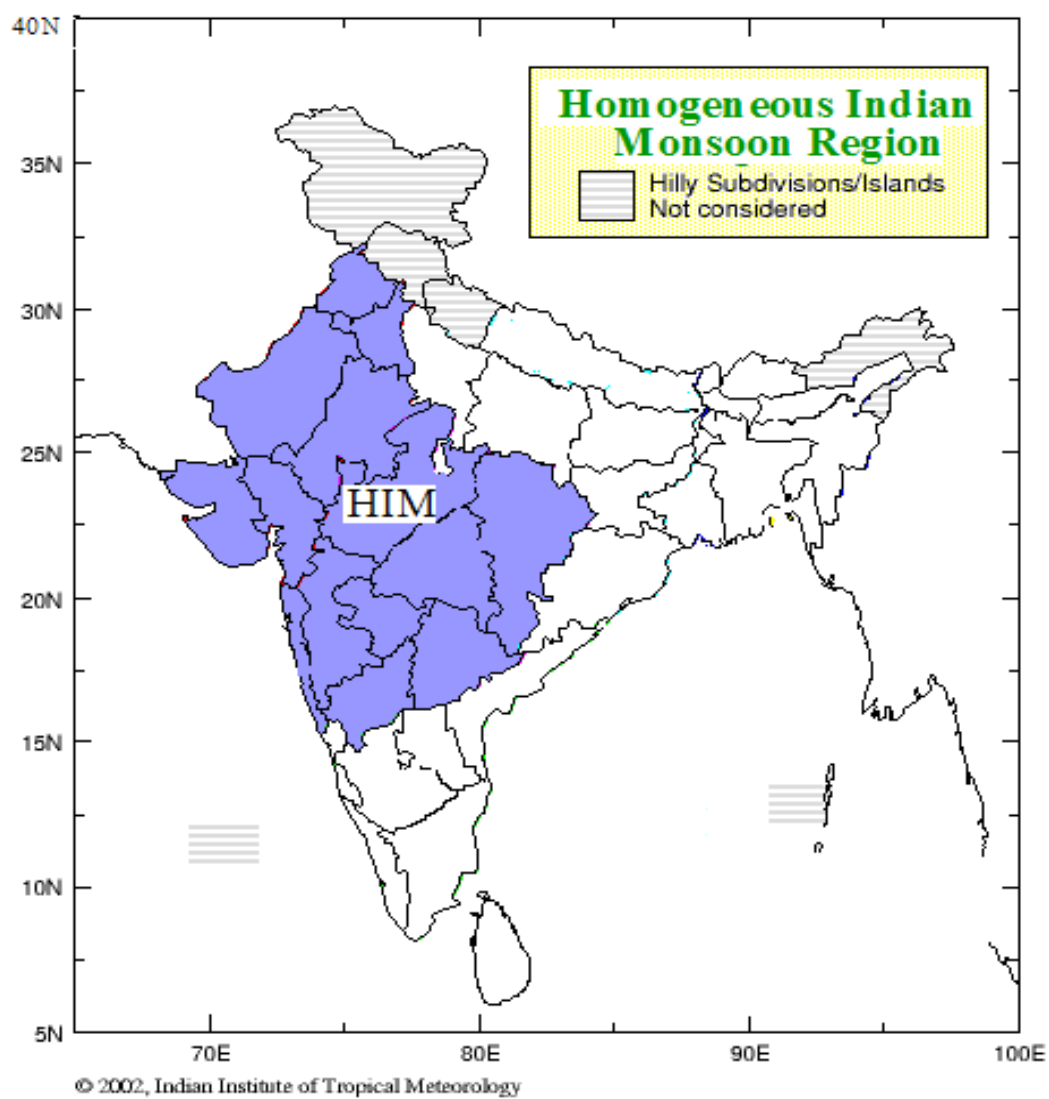 40N
Homogeneous Indian
Monsoon Region
Hilly Subdivisions/Islands
Not considered
35N
30N
25N
HIM
20N
15N
10N
5N
70E 80E 90E 100E
© 2002, Indian Institute of Tropical Meteorology